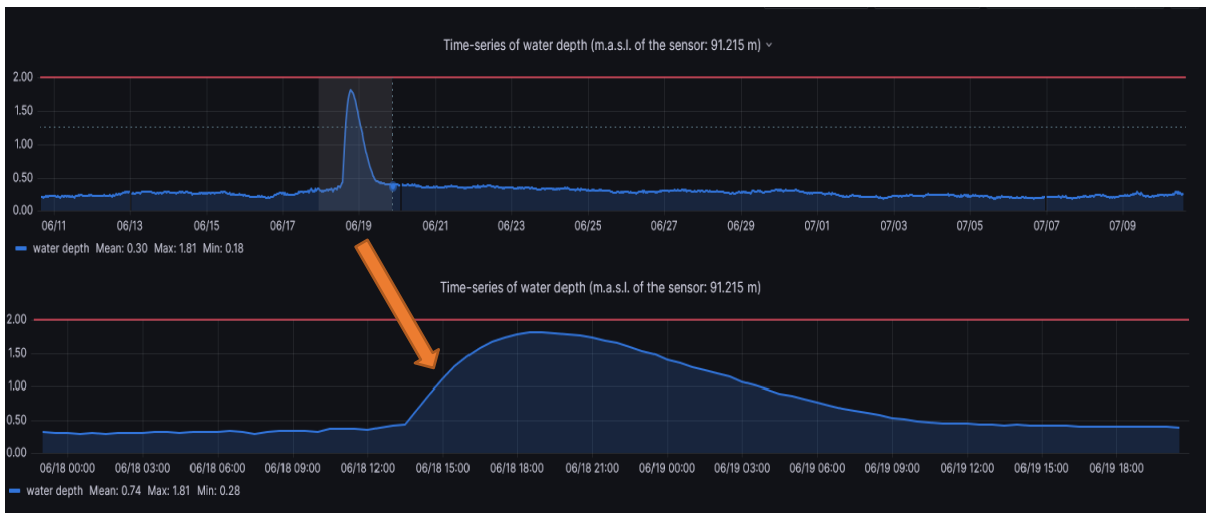 Time-series of water depth (m.a.s.l. of the sensor: 91.215 m)
2.00
1.50
1.00
0.50
0.00
06/11 06/13 06/15 06/17 06/19 06/21 06/23 06/25 06/27 06/29 07/01 07/03 07/05 07/07 07/09
water depth Mean: 0.30 Max: 1.81 Min: 0.18
Time-series of water depth (m.a.s.l. of the sensor: 91.215 m)
2.00
1.50
1.00
0.50
0.00
06/18 00:00 06/18 03:00 06/18 06:00 06/18 09:00 06/18 12:00 06/18 15:00 06/18 18:00 06/18 21:00 06/19 00:00 06/19 03:00 06/19 06:00 06/19 09:00 06/19 12:00 06/19 15:00 06/19 18:00
water depth Mean: 0.74 Max: 1.81 Min: 0.28